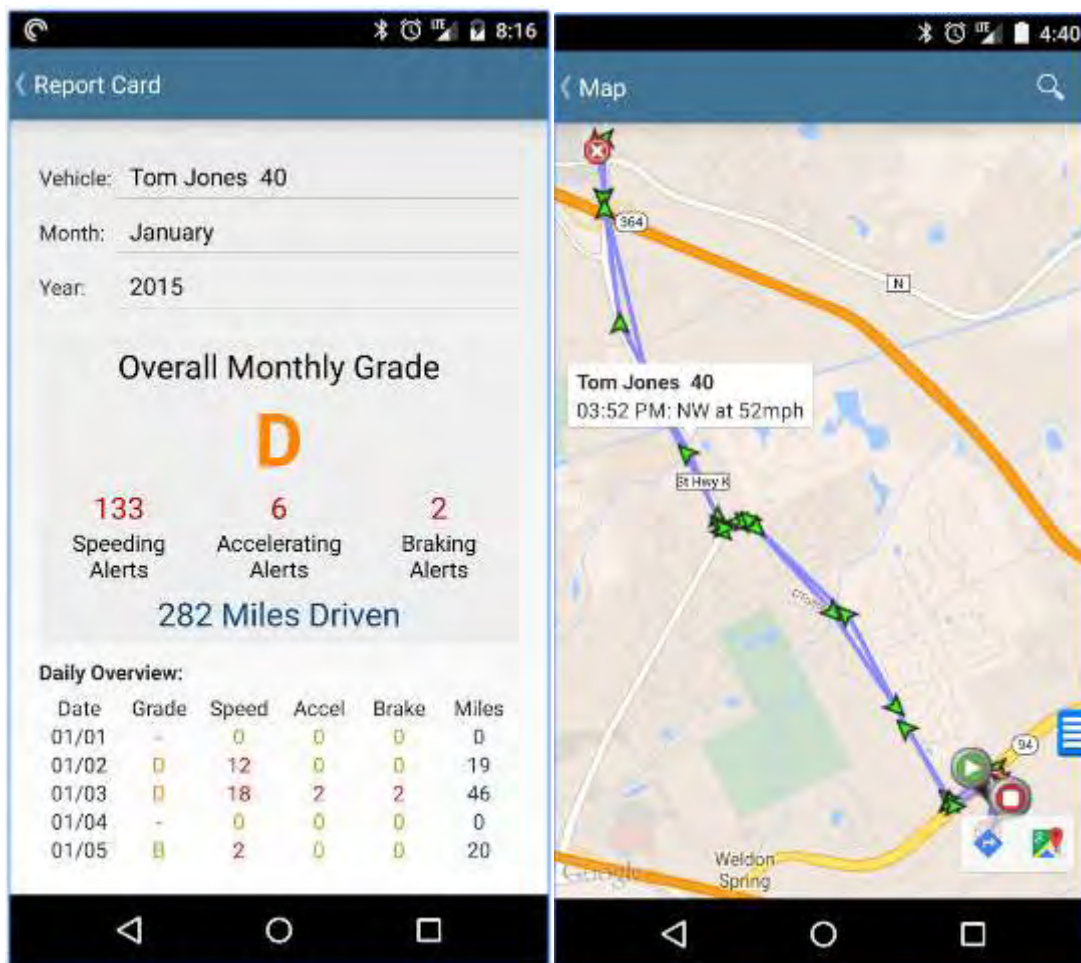 8:16
Report Card
Vehicle: Tom Jones 40
Month: January
Year: 2015
Overall Monthly Grade
D
133 6 2
Speeding Accelerating Braking
Alerts Alerts Alerts
282 Miles Driven
Daily Overview:
Date Grade Speed Accel Brake Miles
01/01 - 0 0 0 0
01/02 D 12 0 0 19
01/03 D 18 2 2 46
01/04 - 0 0 0 0
01/05 B 2 0 0 20
LTE 4:40
Map
364
N
Tom Jones 40
03:52 PM: NW at 52mph
St Hwy K
94
Weldon
Spring
Google